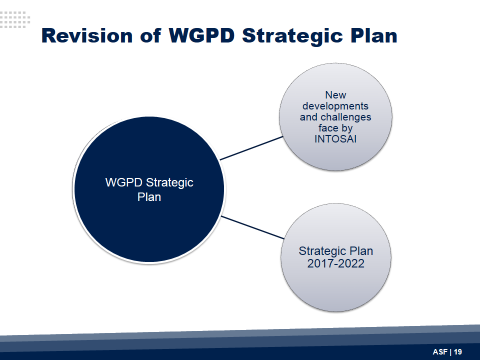 Revision of WGPD Strategic Plan
New
developments
and challenges
face by
INTOSAI
WGPD Strategic
Plan
Strategic Plan
2017-2022
ASF | 19